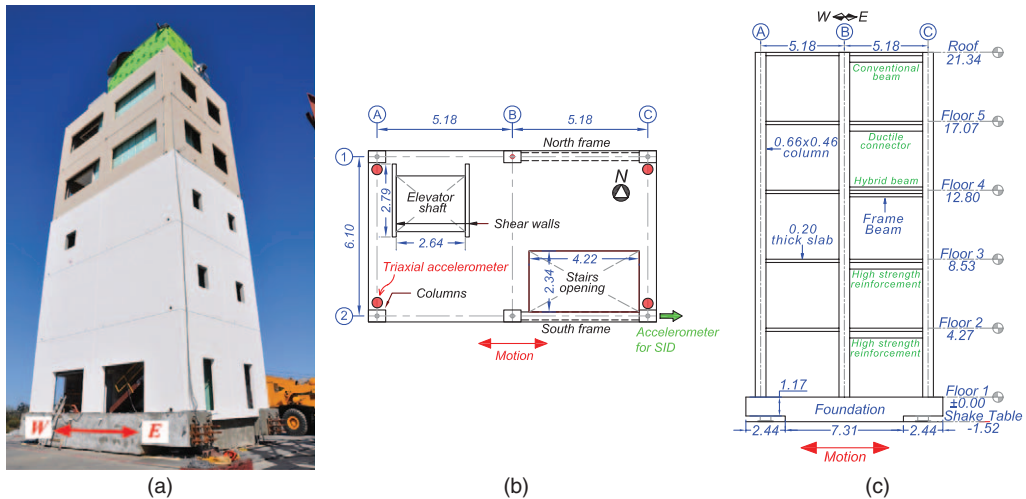 W
E
(a)
A
B
C
5.18
5.18
North frame
1
N
Elevator
shaft
2.79
Shear walls
6.10
2.64
4.22
Triaxial accelerometer
Stairs
opening
2.34
Columns
2
South frame
Motion
Accelerometer
for SID
(b)
W E
A
B
C
5.18
5.18
Roof
21.34
Conventional
beam
Floor 5
17.07
0.66x0.46
column
Ductile
connector
Hybrid beam
Floor 4
12.80
0.20
thick slab
Frame
Beam
Floor 3
8.53
High strength
reinforcement
Floor 2
4.27
High strength
reinforcement
1.17
Floor 1
±0.00
Foundation
Shake Table
-1.52
2.44
7.31
2.44
Motion
(c)